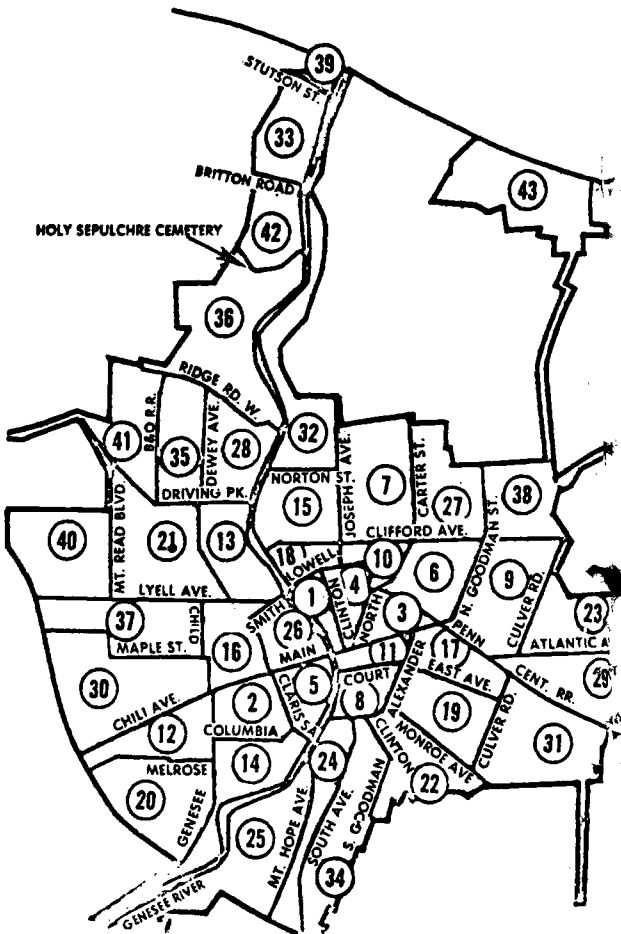 39
STUTSON ST.
33
BRITTON ROAD
43
HOLY SEPULCHRE CEMETERY
42
36
RIDGE RD. W.
41
B&O R.R.
35
DEWEY AVE.
28
32
JOSEPH AVE.
7
CARTER ST.
NORTON ST.
DRIVING PK.
15
27
38
MT. READ BLVD.
40
21
13
CLIFFORD AVE.
N. GOODMAN ST.
18
LOWELL
10
6
9
CULVER RD.
LYELL AVE.
SMITH
1
CLINTON
4
NORTH
3
PENN
23
37
CHILD
MAPLE ST.
16
26
MAIN
11
17
ATLANTIC A
30
CHILI AVE.
2
CLARISSA
5
COURT
8
ALEXANDER
EAST AVE.
CENT. RR.
29
19
CULVER RD.
31
12
COLUMBIA
MELROSE
14
24
CLINTON
MONROE AVE
22
20
GENESEE
25
MT. HOPE AVE.
SOUTH AVE.
S. GOODMAN
34
GENESEE RIVER